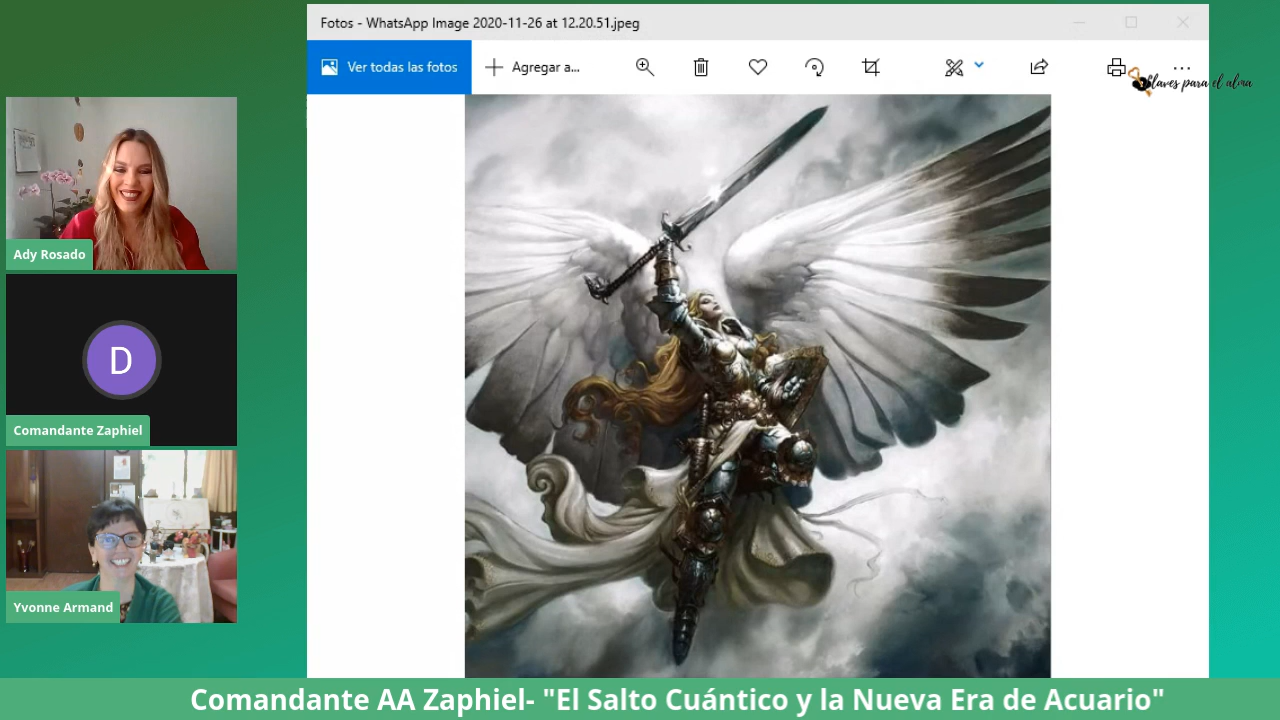 Fotos - WhatsApp Image 2020-11-26 at 12.20.51.jpeg
Ver todas las fotos
Agregar a...
Claves para el alma
Ady Rosado
D
Comandante Zaphiel
Yvonne Armand
Comandante AA Zaphiel- "El Salto Cuántico y la Nueva Era de Acuario"